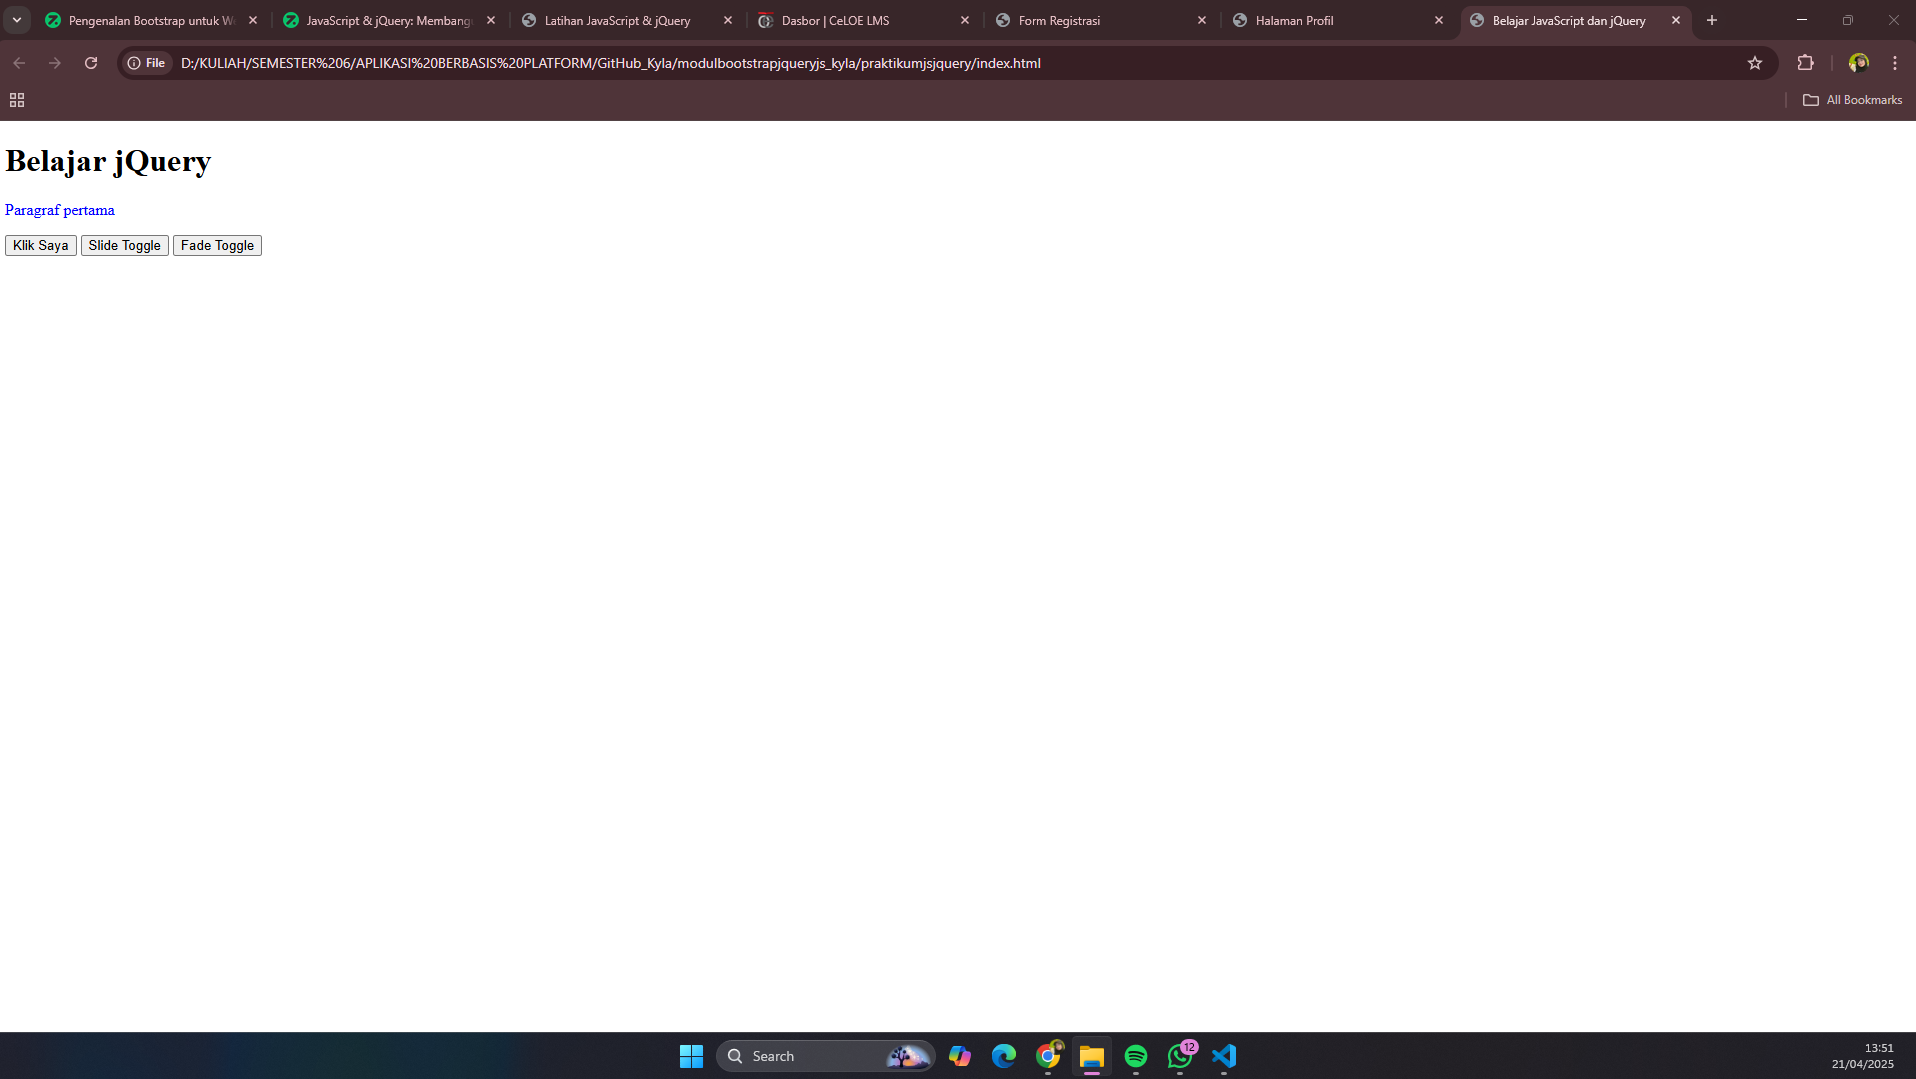 Pengenalan Bootstrap untuk We
JavaScript & jQuery: Membangu
Latihan JavaScript & jQuery
Dasbor | CeLOE LMS
Form Registrasi
Halaman Profil
Belajar JavaScript dan jQuery
File
D:/KULIAH/SEMESTER%206/APLIKASI%20BERBASIS%20PLATFORM/GitHub_Kyla/modulbootstrapjqueryjs_kyla/praktikumjsjquery/index.html
All Bookmarks
Belajar jQuery
Paragraf pertama
Klik Saya
Slide Toggle
Fade Toggle
Search
12
13:51
21/04/2025